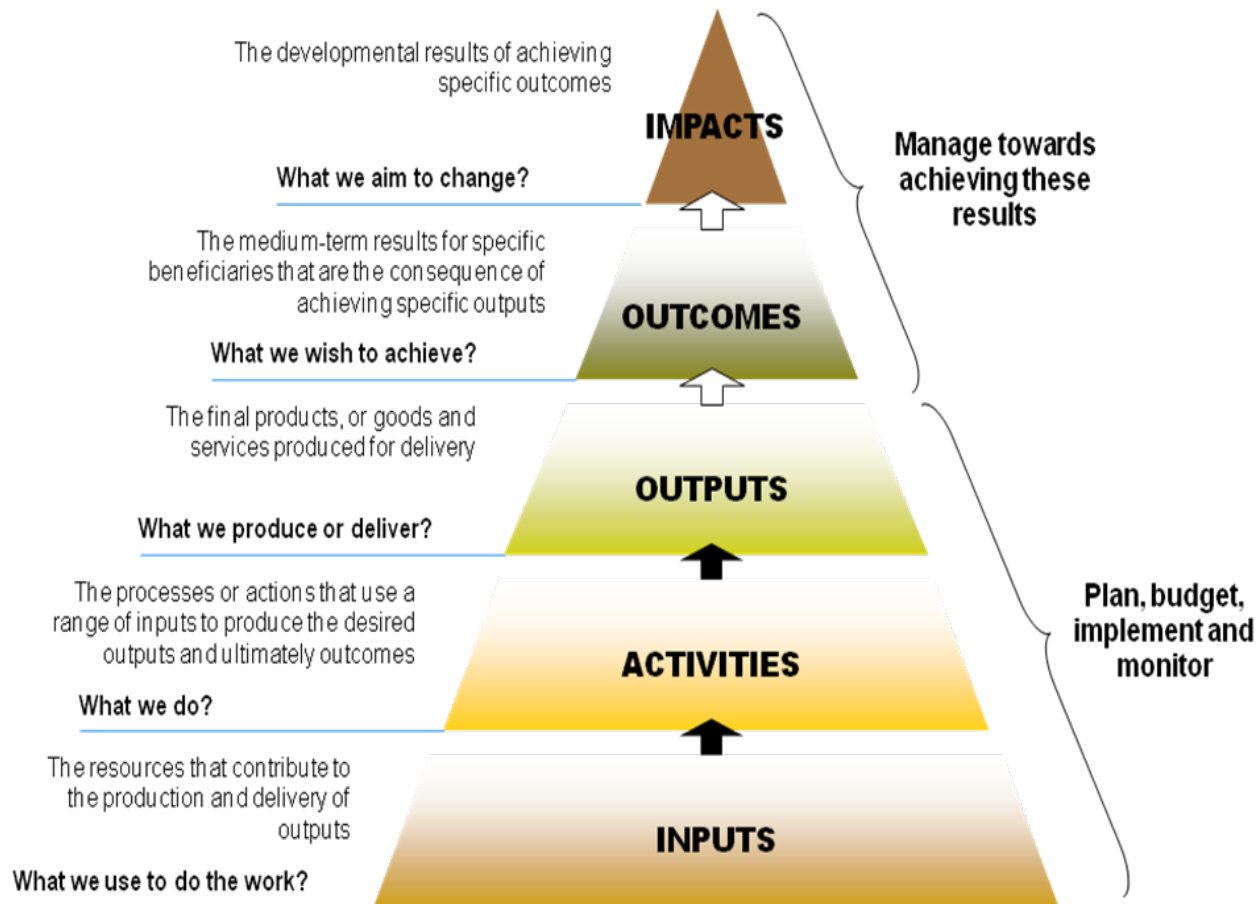 The developmental results of achieving
specific outcomes
IMPACTS
What we aim to change?
Manage towards
achieving these
results
The medium-term results for specific
beneficiaries that are the consequence of
achieving specific outputs
OUTCOMES
What we wish to achieve?
The final products, or goods and
services produced for delivery
OUTPUTS
What we produce or deliver?
The processes or actions that use a
range of inputs to produce the desired
outputs and ultimately outcomes
ACTIVITIES
What we do?
Plan, budget,
implement and
monitor
The resources that contribute to
the production and delivery of
outputs
INPUTS
What we use to do the work?